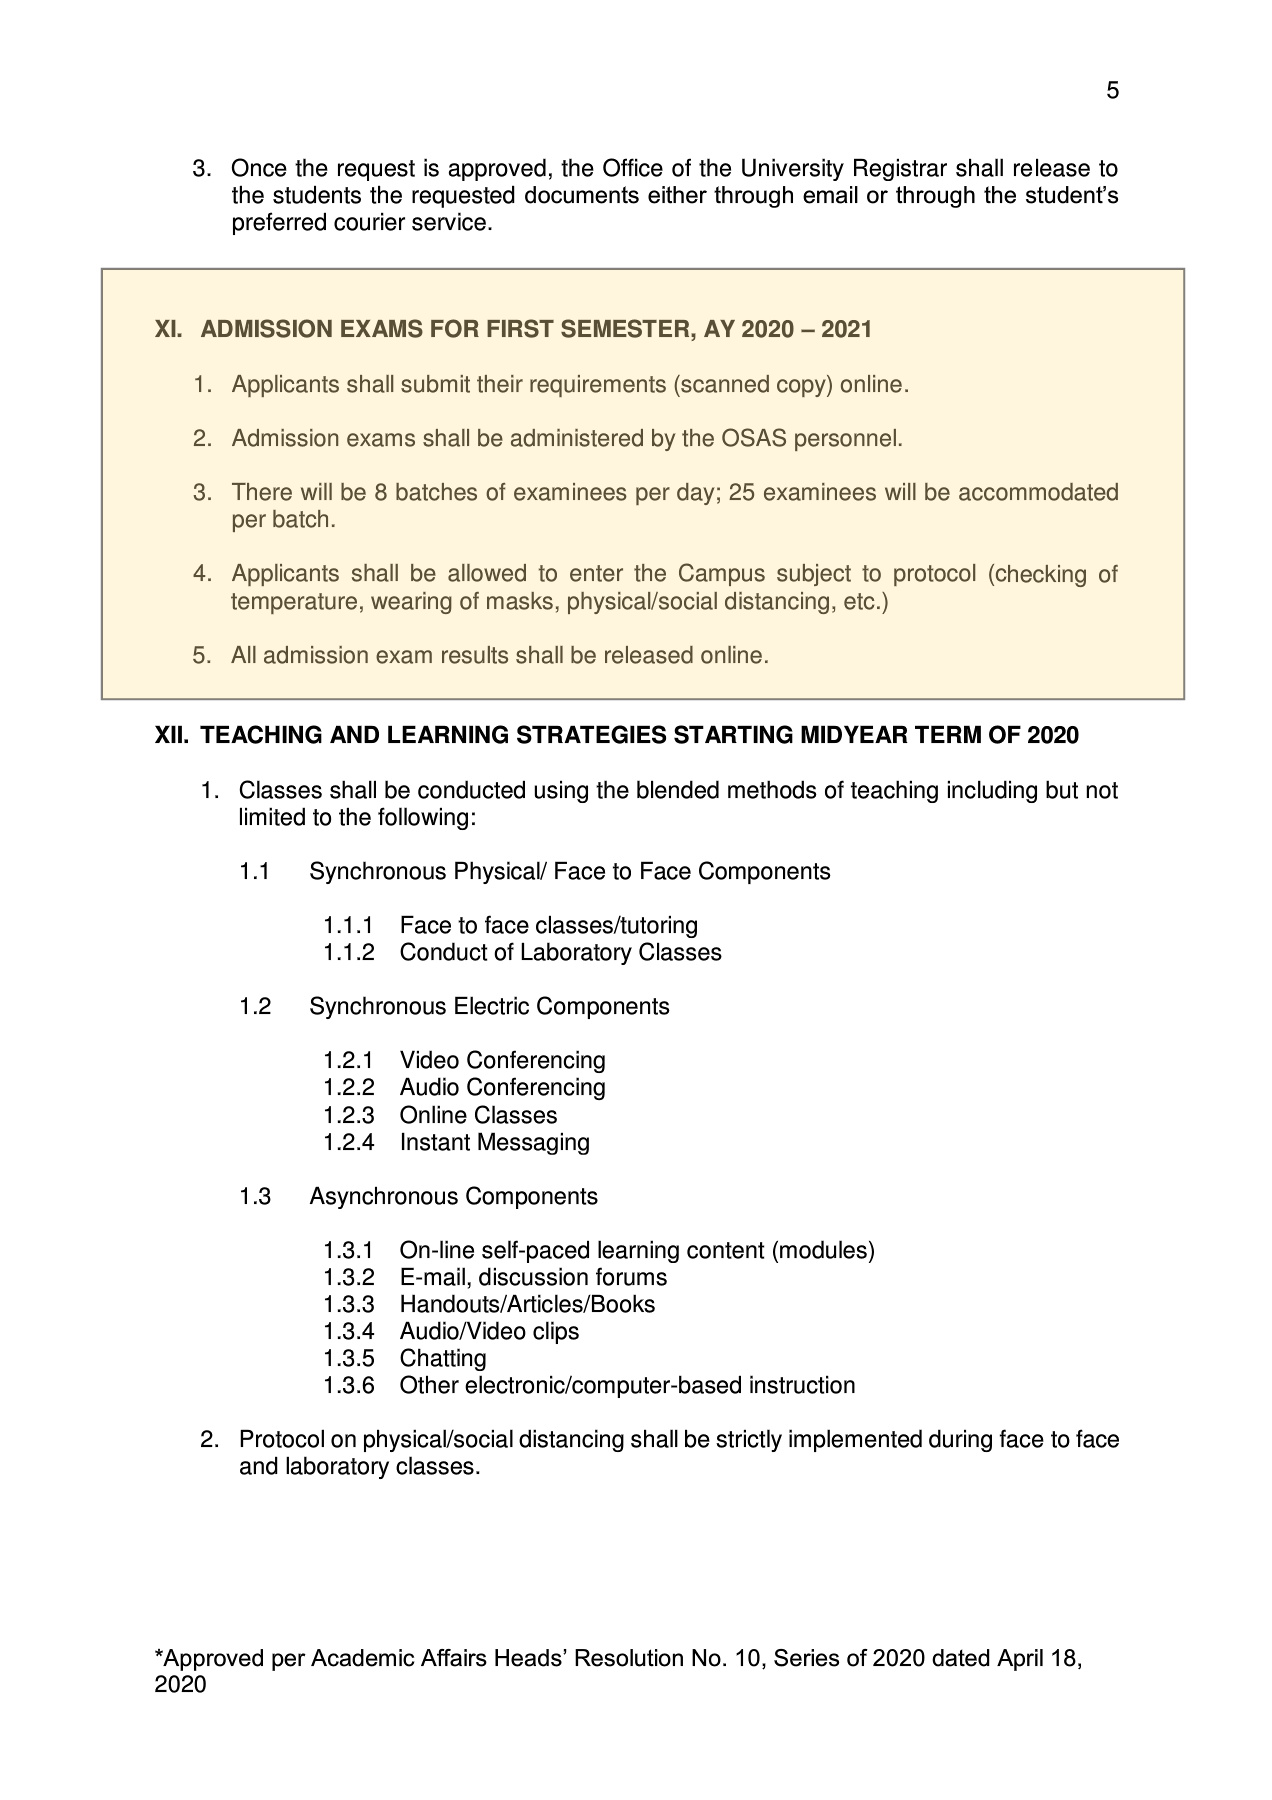 5
3. Once the request is approved, the Office of the University Registrar shall release to
the students the requested documents either through email or through the student’s
preferred courier service.
XI. ADMISSION EXAMS FOR FIRST SEMESTER, AY 2020 – 2021
1. Applicants shall submit their requirements (scanned copy) online.
2. Admission exams shall be administered by the OSAS personnel.
3. There will be 8 batches of examinees per day; 25 examinees will be accommodated
per batch.
4. Applicants shall be allowed to enter the Campus subject to protocol (checking of
temperature, wearing of masks, physical/social distancing, etc.)
5. All admission exam results shall be released online.
XII. TEACHING AND LEARNING STRATEGIES STARTING MIDYEAR TERM OF 2020
1. Classes shall be conducted using the blended methods of teaching including but not
limited to the following:
1.1 Synchronous Physical/ Face to Face Components
1.1.1 Face to face classes/tutoring
1.1.2 Conduct of Laboratory Classes
1.2 Synchronous Electric Components
1.2.1 Video Conferencing
1.2.2 Audio Conferencing
1.2.3 Online Classes
1.2.4 Instant Messaging
1.3 Asynchronous Components
1.3.1 On-line self-paced learning content (modules)
1.3.2 E-mail, discussion forums
1.3.3 Handouts/Articles/Books
1.3.4 Audio/Video clips
1.3.5 Chatting
1.3.6 Other electronic/computer-based instruction
2. Protocol on physical/social distancing shall be strictly implemented during face to face
and laboratory classes.
*Approved per Academic Affairs Heads’ Resolution No. 10, Series of 2020 dated April 18,
2020